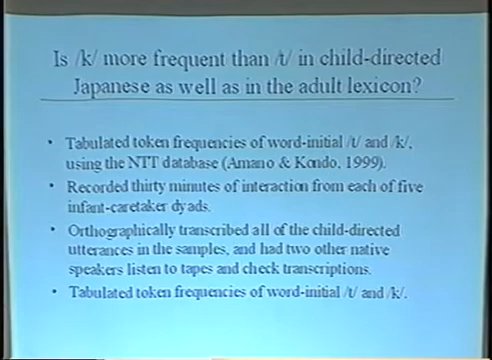 Is /k/ more frequent than /t/ in child-directed
Japanese as well as in the adult lexicon?
• Tabulated token frequencies of word-initial /t/ and /k/,
using the NTT database (Amano & Kondo, 1999).
• Recorded thirty minutes of interaction from each of five
infant-caretaker dyads.
• Orthographically transcribed all of the child-directed
utterances in the samples, and had two other native
speakers listen to tapes and check transcriptions.
• Tabulated token frequencies of word-initial /t/ and /k/.